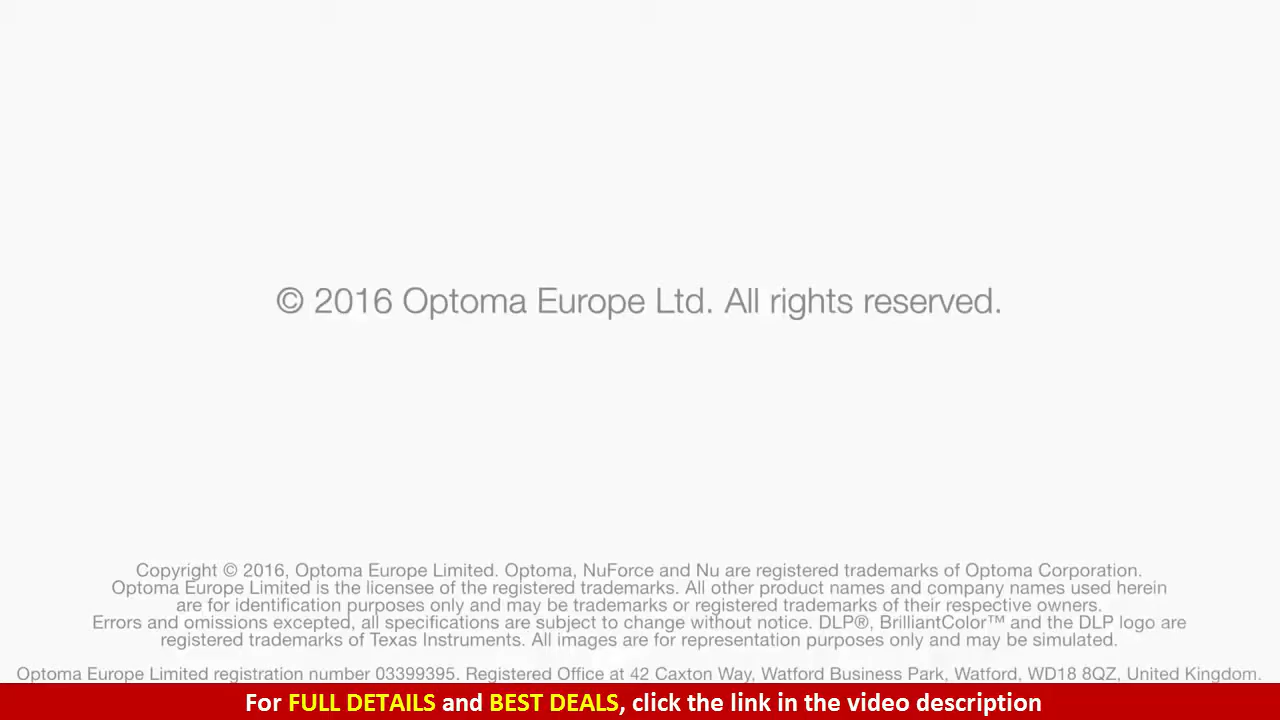 © 2016 Optoma Europe Ltd. All rights reserved.
Copyright © 2016, Optoma Europe Limited. Optoma, NuForce and Nu are registered trademarks of Optoma Corporation.
Optoma Europe Limited is the licensee of the registered trademarks. All other product names and company names used herein
are for identification purposes only and may be trademarks or registered trademarks of their respective owners.
Errors and omissions excepted, all specifications are subject to change without notice. DLP®, BrilliantColor™ and the DLP logo are
registered trademarks of Texas Instruments. All images are for representation purposes only and may be simulated.
Optoma Europe Limited registration number 03399395. Registered Office at 42 Caxton Way, Watford Business Park, Watford, WD18 8QZ, United Kingdom.
For FULL DETAILS and BEST DEALS, click the link in the video description